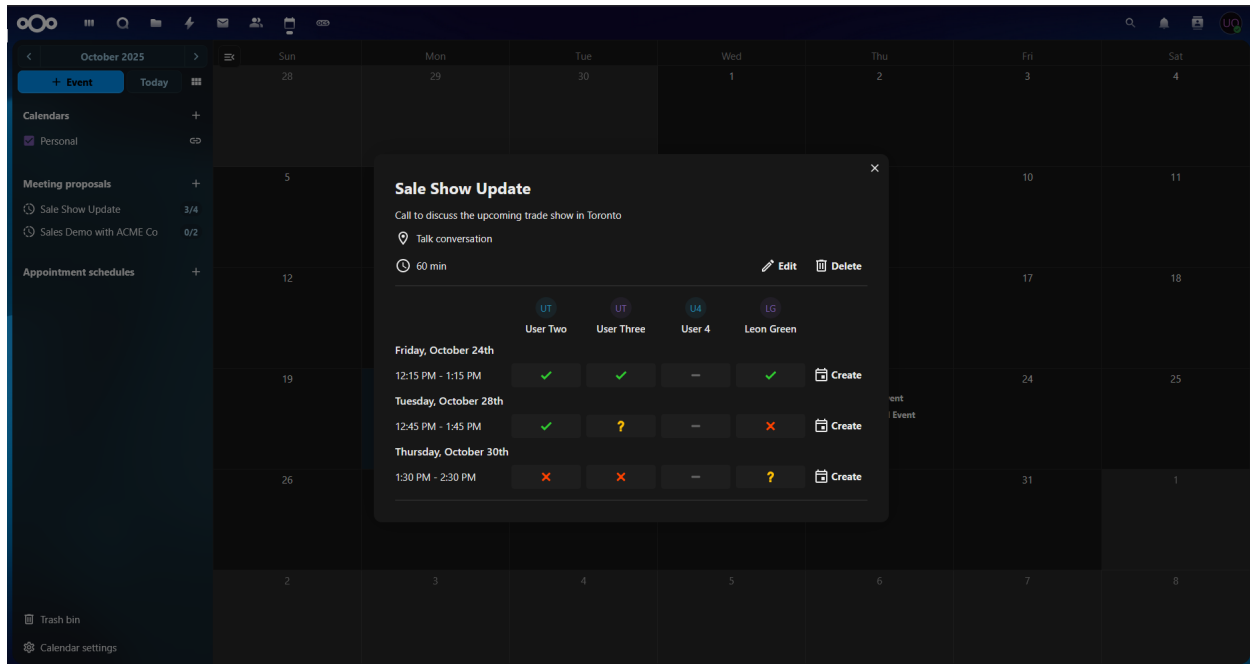 UO
October 2025
Sun Mon Tue Wed Thu Fri Sat
+ Event Today
28 29 30 1 2 3 4
Calendars
Personal
Meeting proposals
Sale Show Update 3/4
Sales Demo with ACME Co 0/2
Appointment schedules
5 10 11
12 17 18
19 24 25
ent
Event
26 31 1
2 3 4 5 6 7 8
Sale Show Update
Call to discuss the upcoming trade show in Toronto
Talk conversation
60 min Edit Delete
UT UT U4 LG
User Two User Three User 4 Leon Green
Friday, October 24th
12:15 PM - 1:15 PM Create
Tuesday, October 28th
12:45 PM - 1:45 PM ? Create
Thursday, October 30th
1:30 PM - 2:30 PM ? Create
Trash bin
Calendar settings